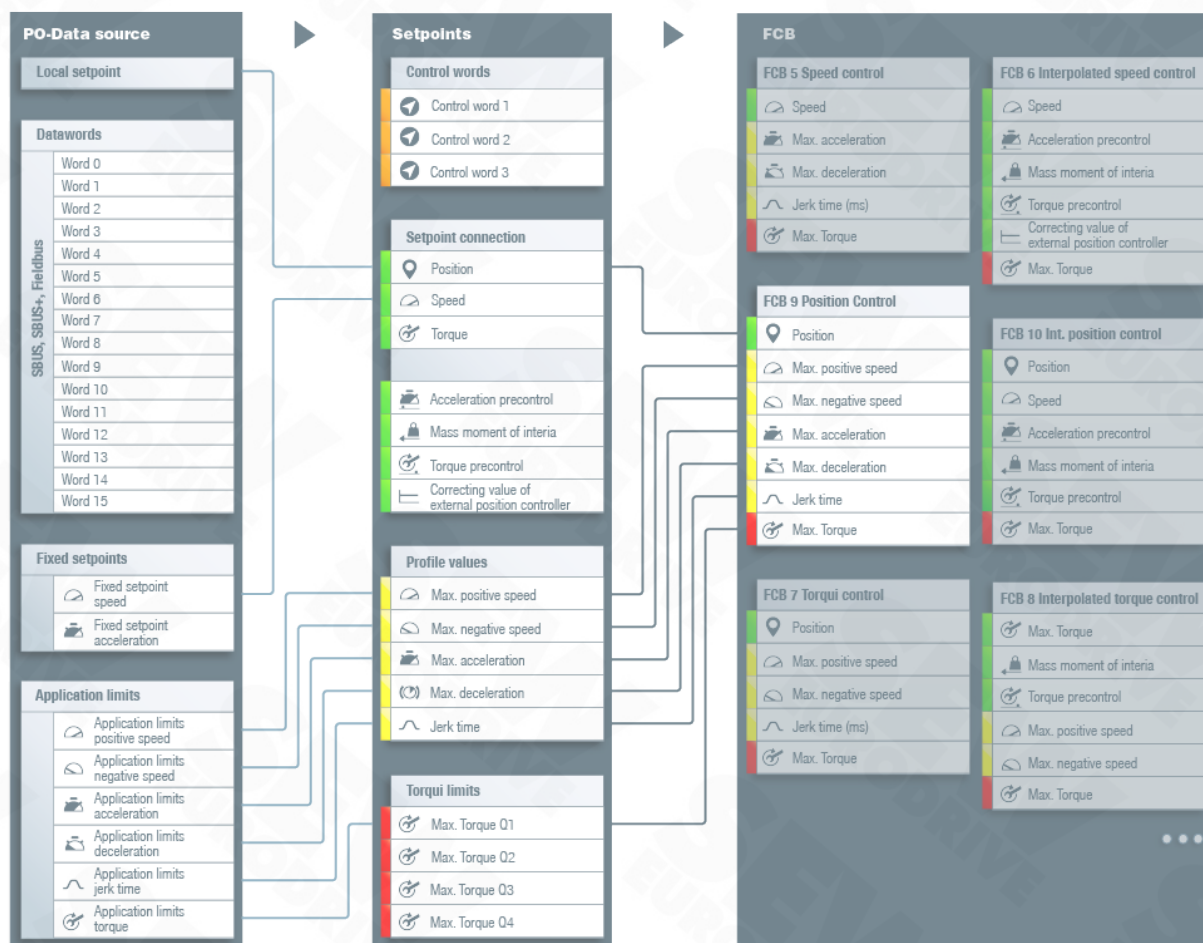 PO-Data source
Local setpoint
Datawords
SBUS, SBUS+, Fieldbus
Word 0
Word 1
Word 2
Word 3
Word 4
Word 5
Word 6
Word 7
Word 8
Word 9
Word 10
Word 11
Word 12
Word 13
Word 14
Word 15
Fixed setpoints
Fixed setpoint
speed
Fixed setpoint
acceleration
Application limits
Application limits
positive speed
Application limits
negative speed
Application limits
acceleration
Application limits
deceleration
Application limits
jerk time
Application limits
torque
Setpoints
Control words
Control word 1
Control word 2
Control word 3
Setpoint connection
Position
Speed
Torque
Acceleration precontrol
Mass moment of interia
Torque precontrol
Correcting value of
external position controller
Profile values
Max. positive speed
Max. negative speed
Max. acceleration
Max. deceleration
Jerk time
Torqui limits
Max. Torque Q1
Max. Torque Q2
Max. Torque Q3
Max. Torque Q4
FCB
FCB 5 Speed control
Speed
Max. acceleration
Max. deceleration
Jerk time (ms)
Max. Torque
FCB 9 Position Control
Position
Max. positive speed
Max. negative speed
Max. acceleration
Max. deceleration
Jerk time
Max. Torque
FCB 7 Torqui control
Position
Max. positive speed
Max. negative speed
Jerk time (ms)
Max. Torque
FCB 6 Interpolated speed control
Speed
Acceleration precontrol
Mass moment of interia
Torque precontrol
Correcting value of
external position controller
Max. Torque
FCB 10 Int. position control
Position
Speed
Acceleration precontrol
Mass moment of interia
Torque precontrol
Max. Torque
FCB 8 Interpolated torque control
Max. Torque
Mass moment of interia
Torque precontrol
Max. positive speed
Max. negative speed
Max. Torque